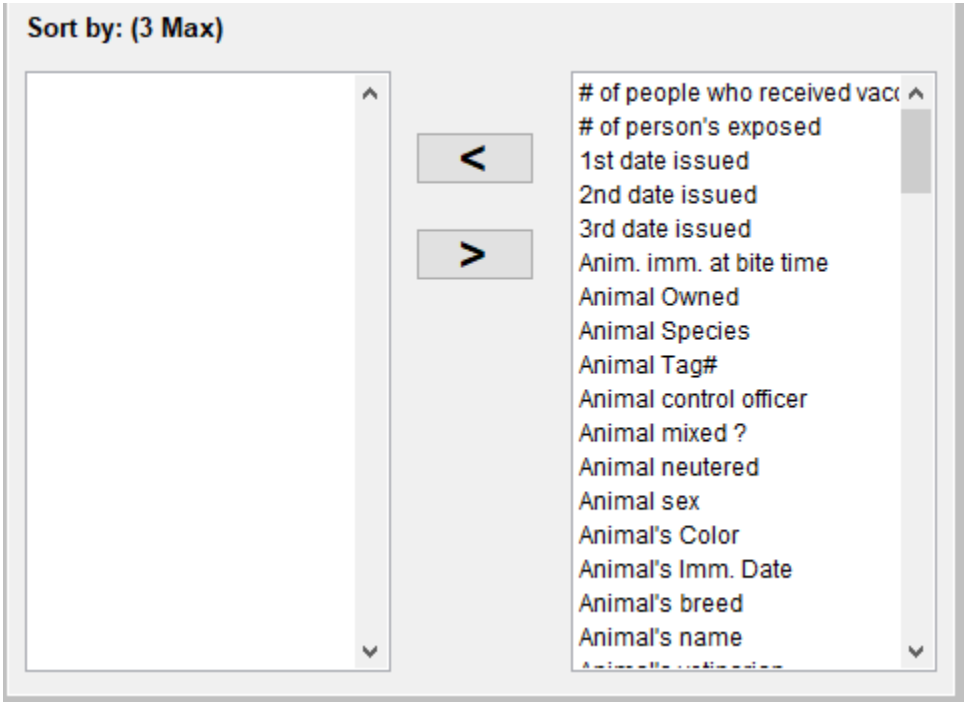 Sort by: (3 Max)
<
>
# of people who received vacc
# of person's exposed
1st date issued
2nd date issued
3rd date issued
Anim. imm. at bite time
Animal Owned
Animal Species
Animal Tag#
Animal control officer
Animal mixed ?
Animal neutered
Animal sex
Animal's Color
Animal's Imm. Date
Animal's breed
Animal's name
Animal's